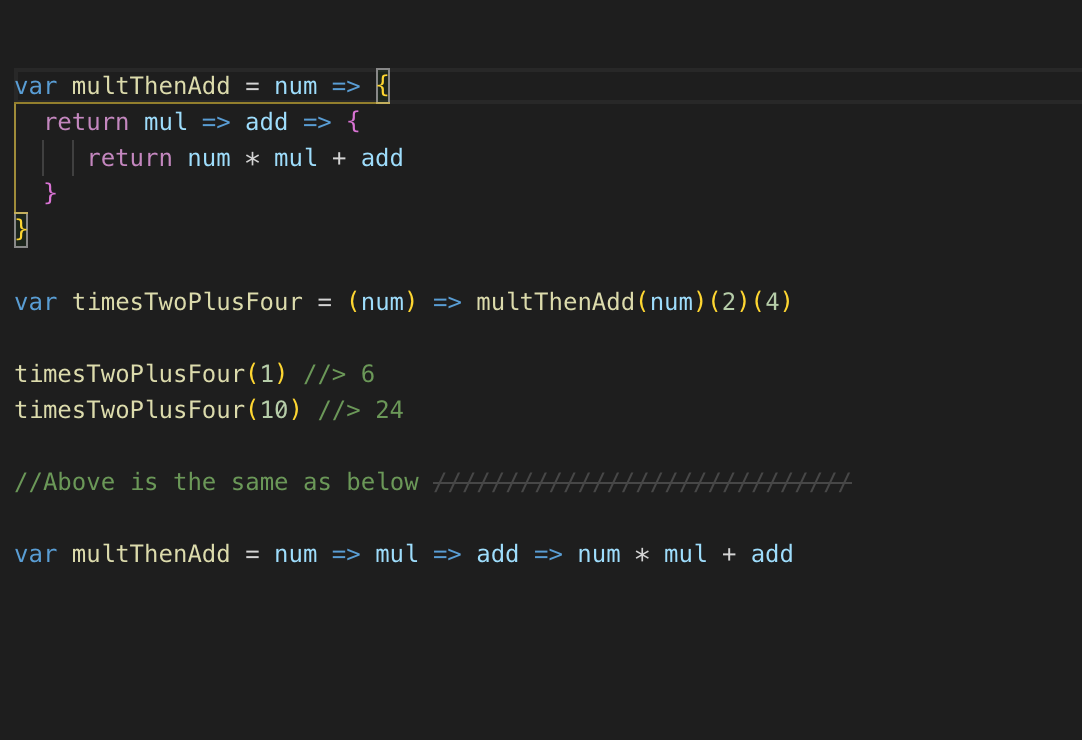 var multThenAdd = num => {
  return mul => add => {
     return num * mul + add
  }
}
var timesTwoPlusFour = (num) => multThenAdd(num)(2)(4)
timesTwoPlusFour(1) //> 6
timesTwoPlusFour(10) //> 24
//Above is the same as below /////////////////////////////
var multThenAdd = num => mul => add => num * mul + add